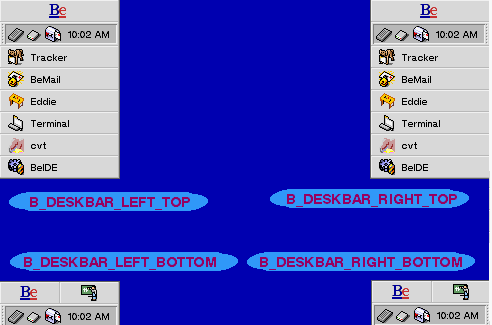 Be
10:02 AM
Tracker
BeMail
Eddie
Terminal
cvt
BeIDE
Be
10:02 AM
Tracker
BeMail
Eddie
Terminal
cvt
BeIDE
B_DESKBAR_LEFT_TOP
B_DESKBAR_RIGHT_TOP
B_DESKBAR_LEFT_BOTTOM
B_DESKBAR_RIGHT_BOTTOM
Be
10:02 AM
Be
10:02 AM